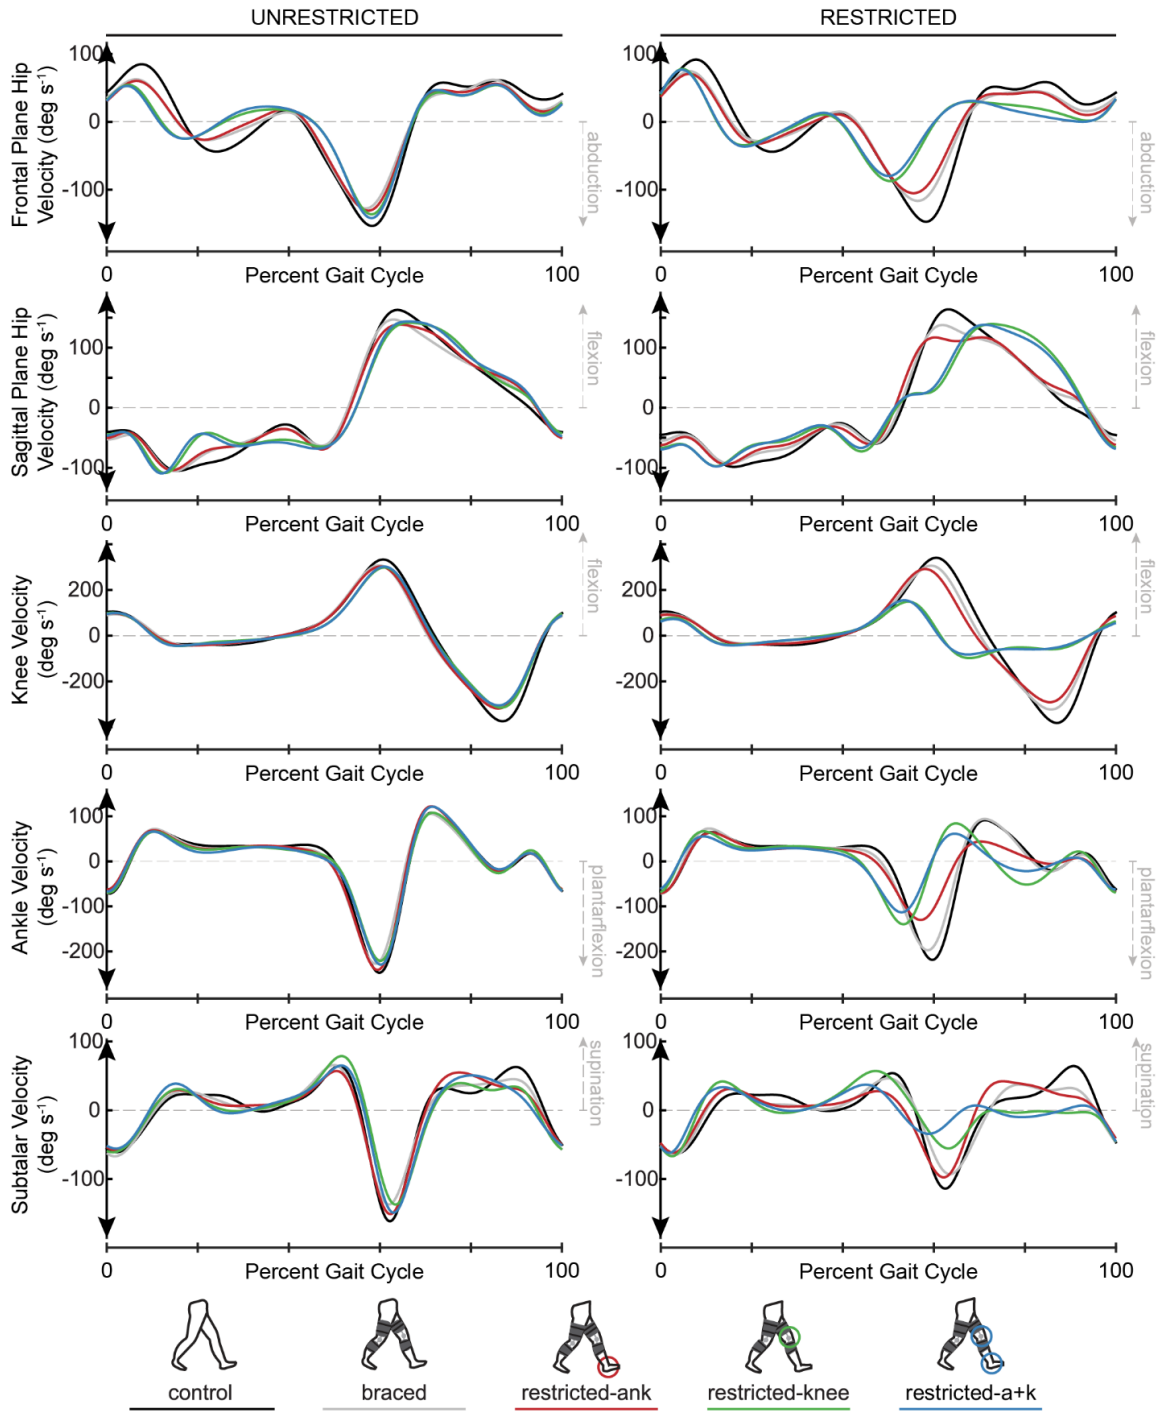 UNRESTRICTED RESTRICTED
Frontal Plane Hip
Velocity (deg s⁻¹)
100
0
-100
abduction
100
0
-100
abduction
0 Percent Gait Cycle 100
0 Percent Gait Cycle 100
Sagittal Plane Hip
Velocity (deg s⁻¹)
100
0
-100
flexion
100
0
-100
flexion
0 Percent Gait Cycle 100
0 Percent Gait Cycle 100
Knee Velocity
(deg s⁻¹)
200
0
-200
flexion
200
0
-200
flexion
0 Percent Gait Cycle 100
0 Percent Gait Cycle 100
Ankle Velocity
(deg s⁻¹)
100
0
-100
-200
plantarflexion
100
0
-100
-200
plantarflexion
0 Percent Gait Cycle 100
0 Percent Gait Cycle 100
Subtalar Velocity
(deg s⁻¹)
100
0
-100
supination
100
0
-100
supination
0 Percent Gait Cycle 100
0 Percent Gait Cycle 100
control braced restricted-ank restricted-knee restricted-a+k